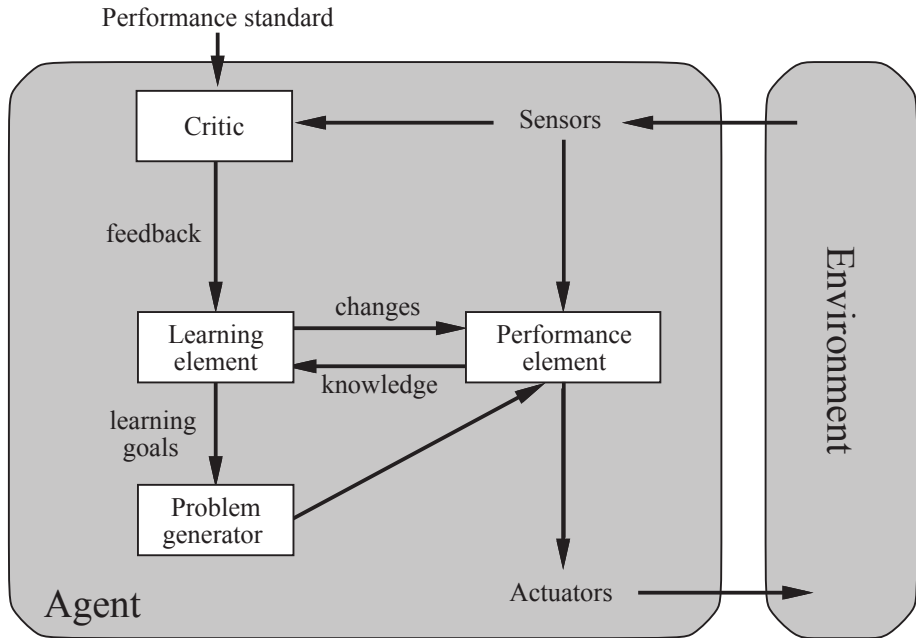 Performance standard
Critic
Sensors
feedback
changes
Learning
element
Performance
element
knowledge
learning
goals
Problem
generator
Actuators
Agent
Environment